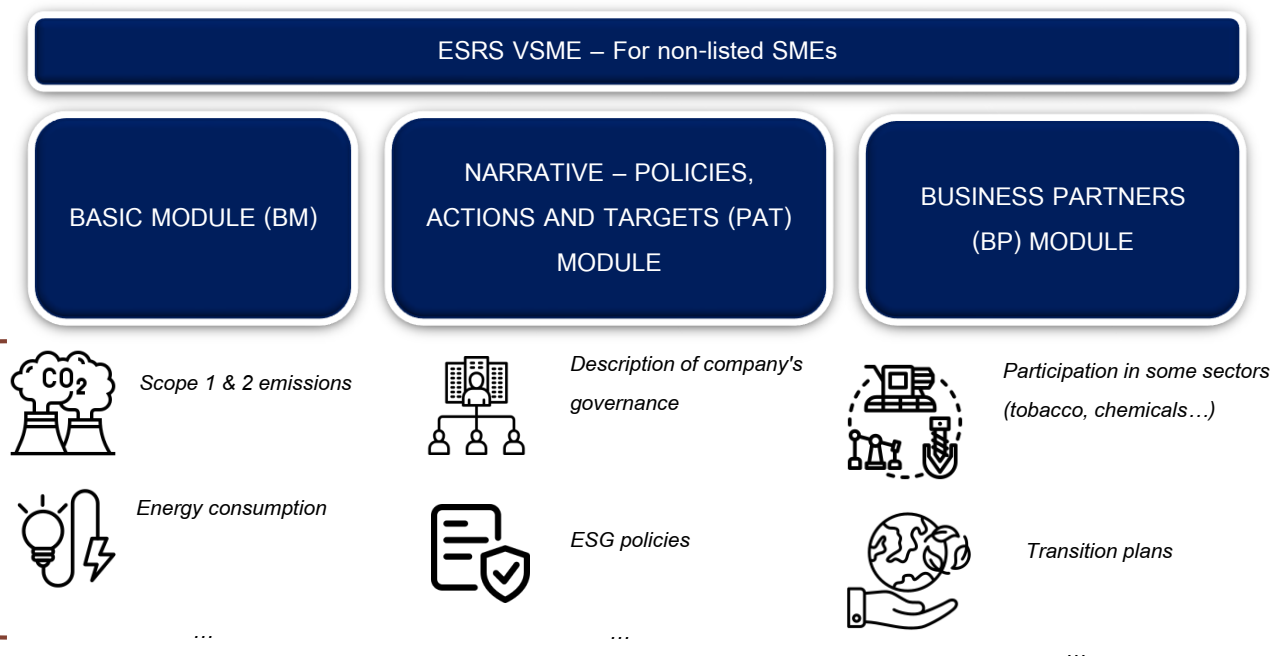 ESRS VSME – For non-listed SMEs
BASIC MODULE (BM)
NARRATIVE – POLICIES,
ACTIONS AND TARGETS (PAT)
MODULE
BUSINESS PARTNERS
(BP) MODULE
CO2
Scope 1 & 2 emissions
Energy consumption
...
Description of company's
governance
ESG policies
...
Participation in some sectors
(tobacco, chemicals…)
Transition plans
...